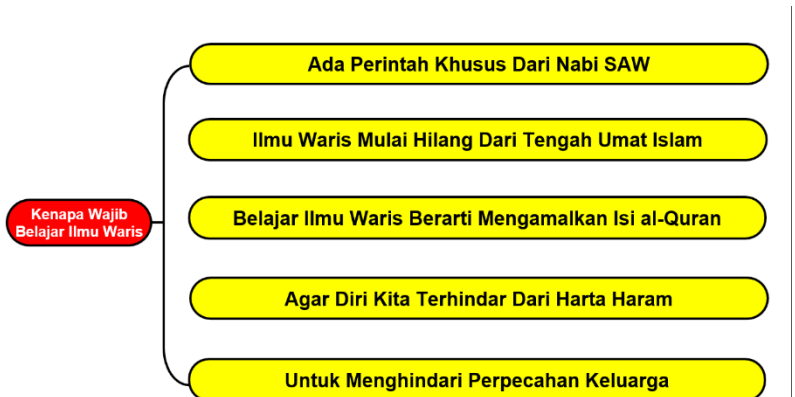 Kenapa Wajib
Belajar Ilmu Waris
Ada Perintah Khusus Dari Nabi SAW
Ilmu Waris Mulai Hilang Dari Tengah Umat Islam
Belajar Ilmu Waris Berarti Mengamalkan Isi al-Quran
Agar Diri Kita Terhindar Dari Harta Haram
Untuk Menghindari Perpecahan Keluarga